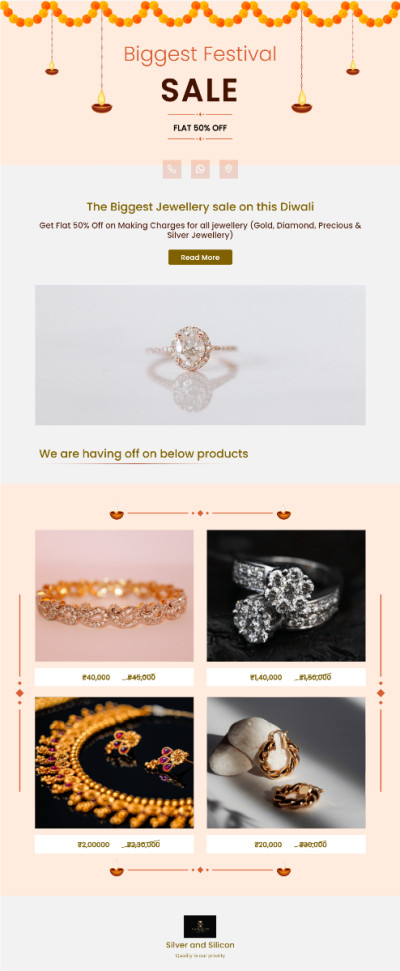 Biggest Festival
SALE
FLAT 50% OFF
The Biggest Jewellery sale on this Diwali
Get Flat 50% Off on Making Charges for all jewellery (Gold, Diamond, Precious &
Silver Jewellery)
Read More
We are having off on below products
₹40,000 ₹45,000
₹1,40,000 ₹1,50,000
₹2,00000 ₹2,30,000
₹20,000 ₹30,000
Silver and Silicon
Quality is our priority